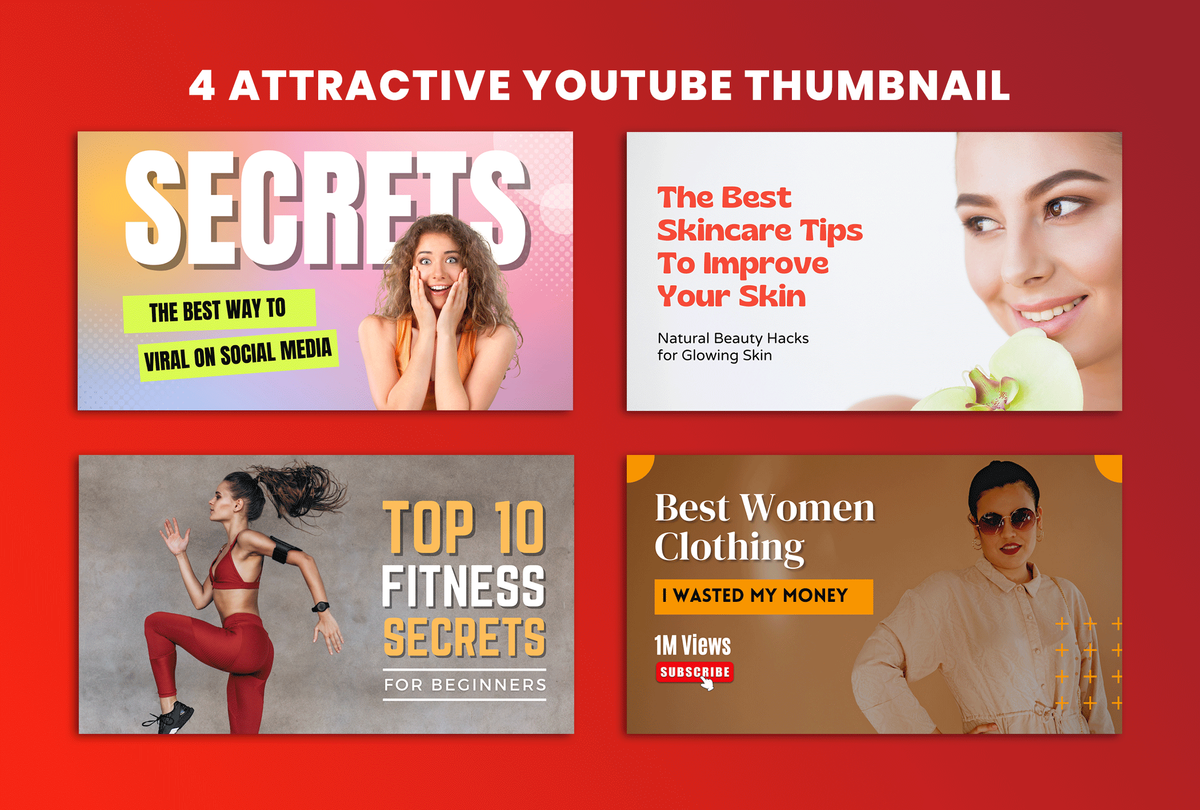 4 ATTRACTIVE YOUTUBE THUMBNAIL
SECRETS
THE BEST WAY TO
VIRAL ON SOCIAL MEDIA
The Best
Skincare Tips
To Improve
Your Skin
Natural Beauty Hacks
for Glowing Skin
TOP 10
FITNESS
SECRETS
FOR BEGINNERS
Best Women
Clothing
I WASTED MY MONEY
1M Views
SUBSCRIBE